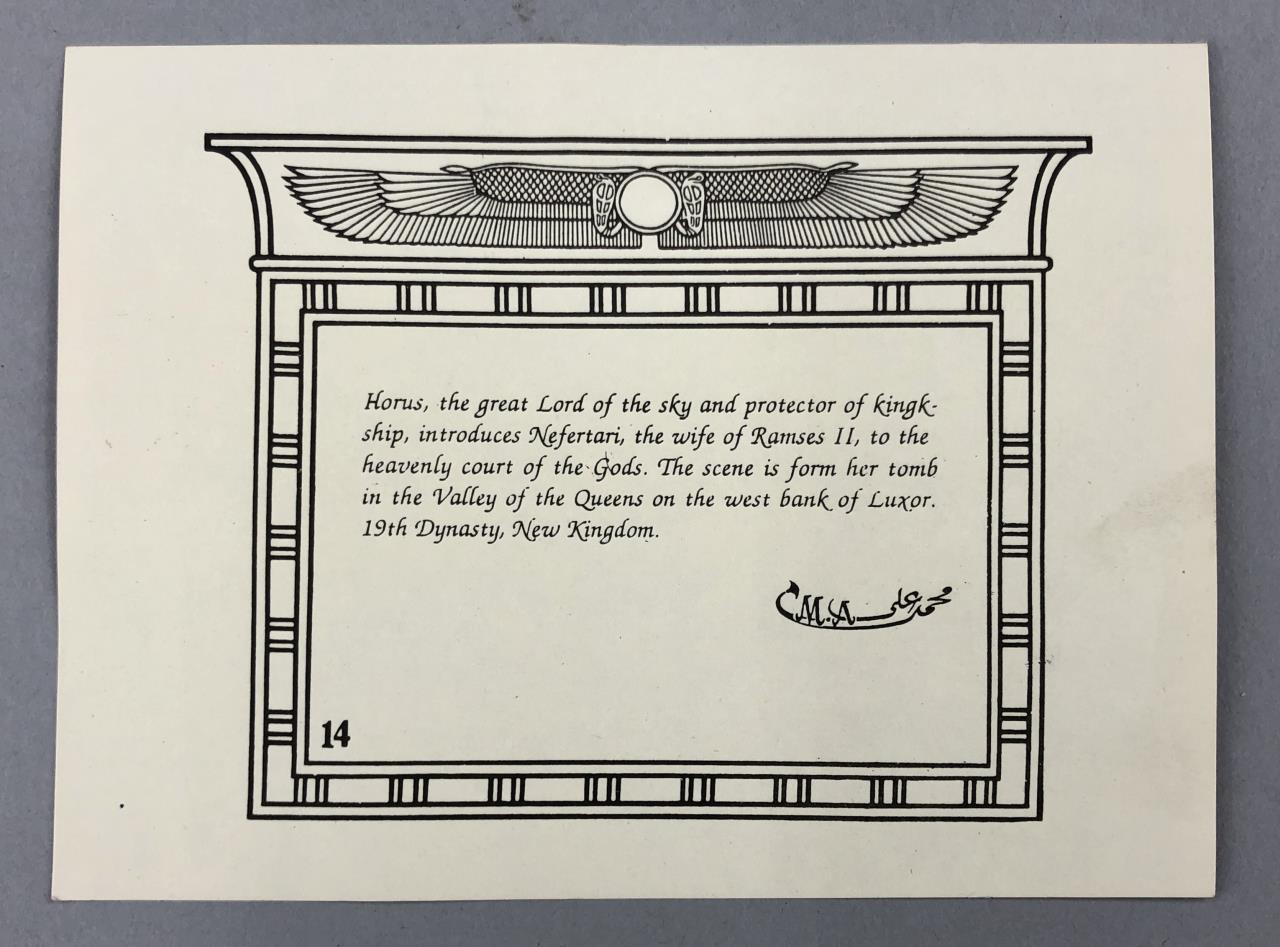 Horus, the great Lord of the sky and protector of kingk-
ship, introduces Nefertari, the wife of Ramses II, to the
heavenly court of the Gods. The scene is form her tomb
in the Valley of the Queens on the west bank of Luxor.
19th Dynasty, New Kingdom.
M.A محمد على
14